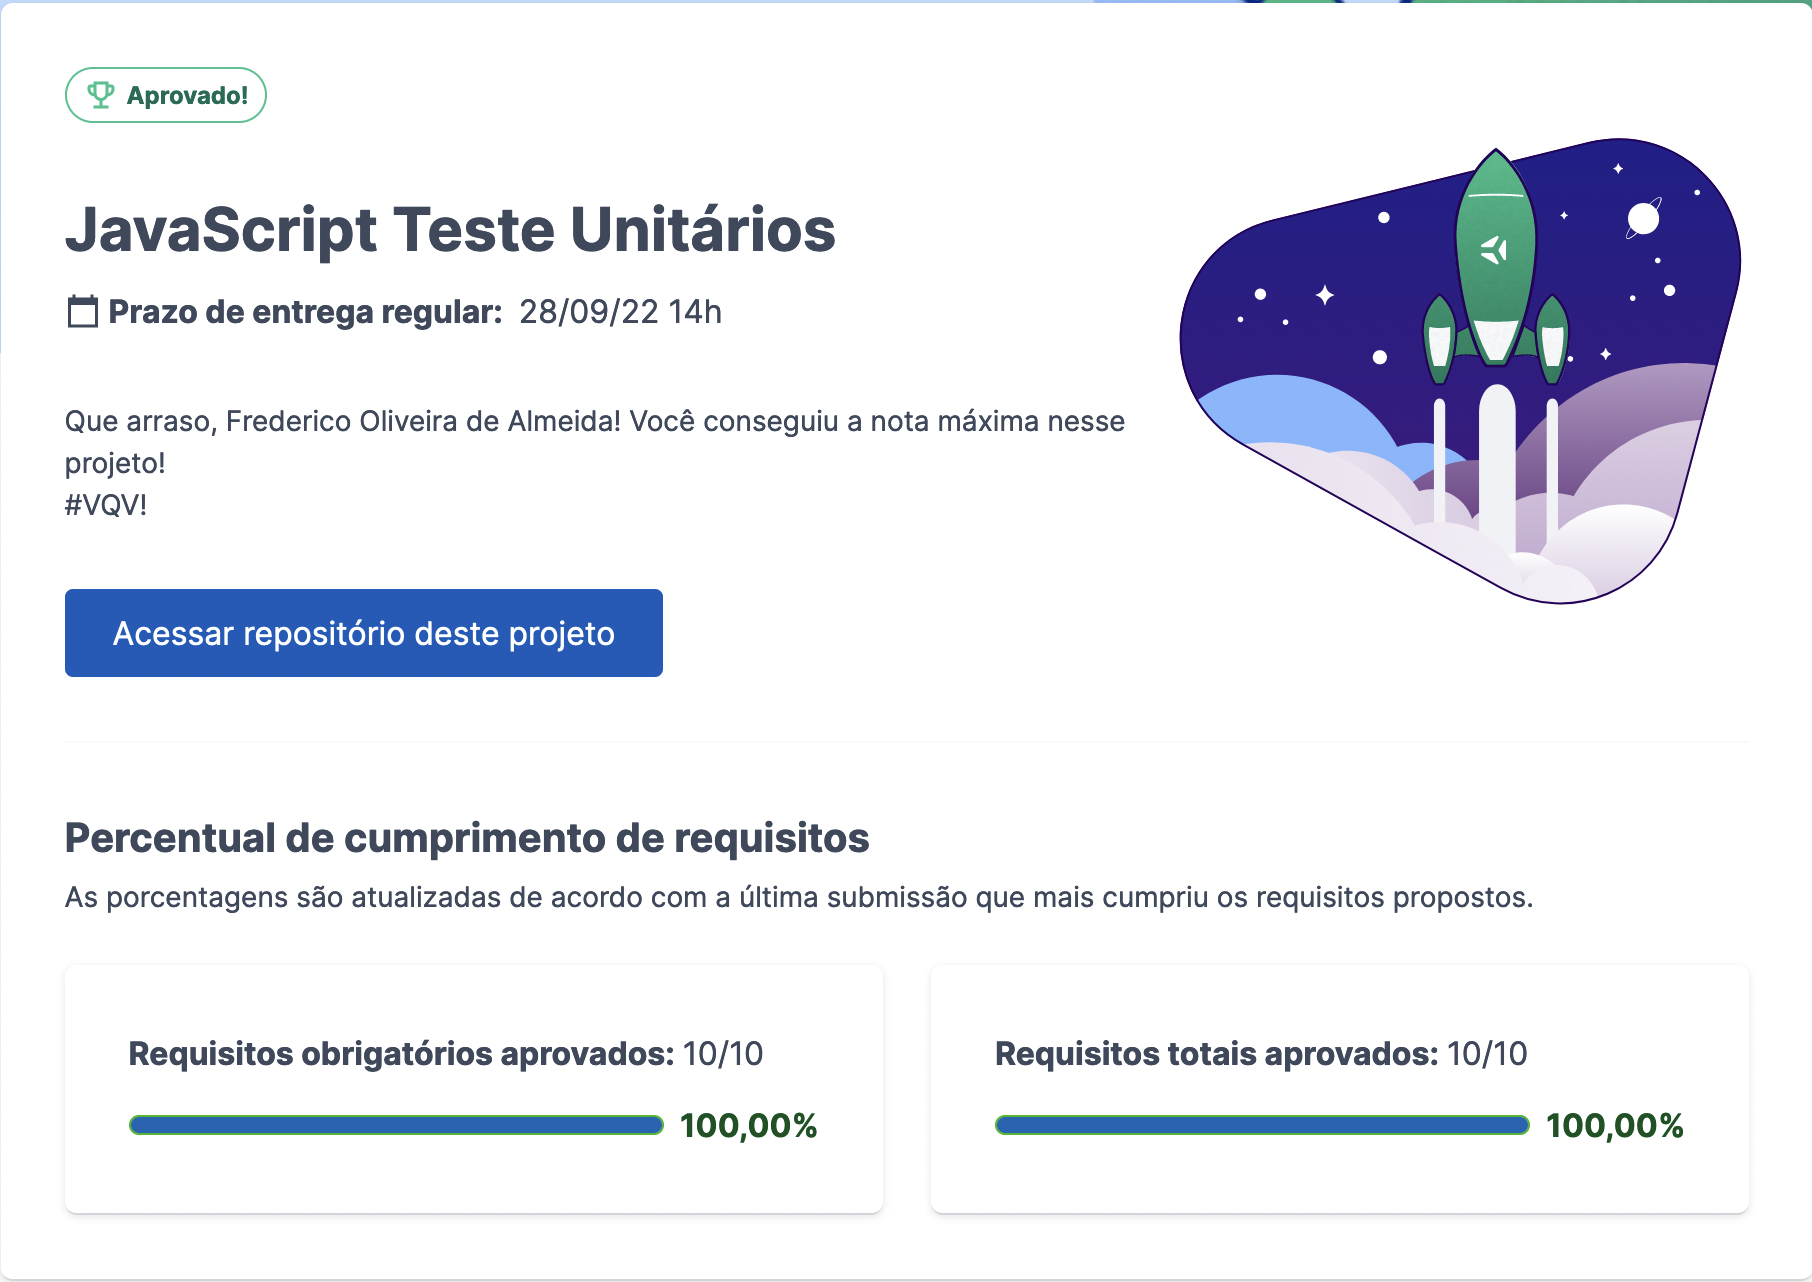 Aprovado!
JavaScript Teste Unitários
Prazo de entrega regular: 28/09/22 14h
Que arraso, Frederico Oliveira de Almeida! Você conseguiu a nota máxima nesse
projeto!
#VQV!
Acessar repositório deste projeto
Percentual de cumprimento de requisitos
As porcentagens são atualizadas de acordo com a última submissão que mais cumpriu os requisitos propostos.
Requisitos obrigatórios aprovados: 10/10
100,00%
Requisitos totais aprovados: 10/10
100,00%